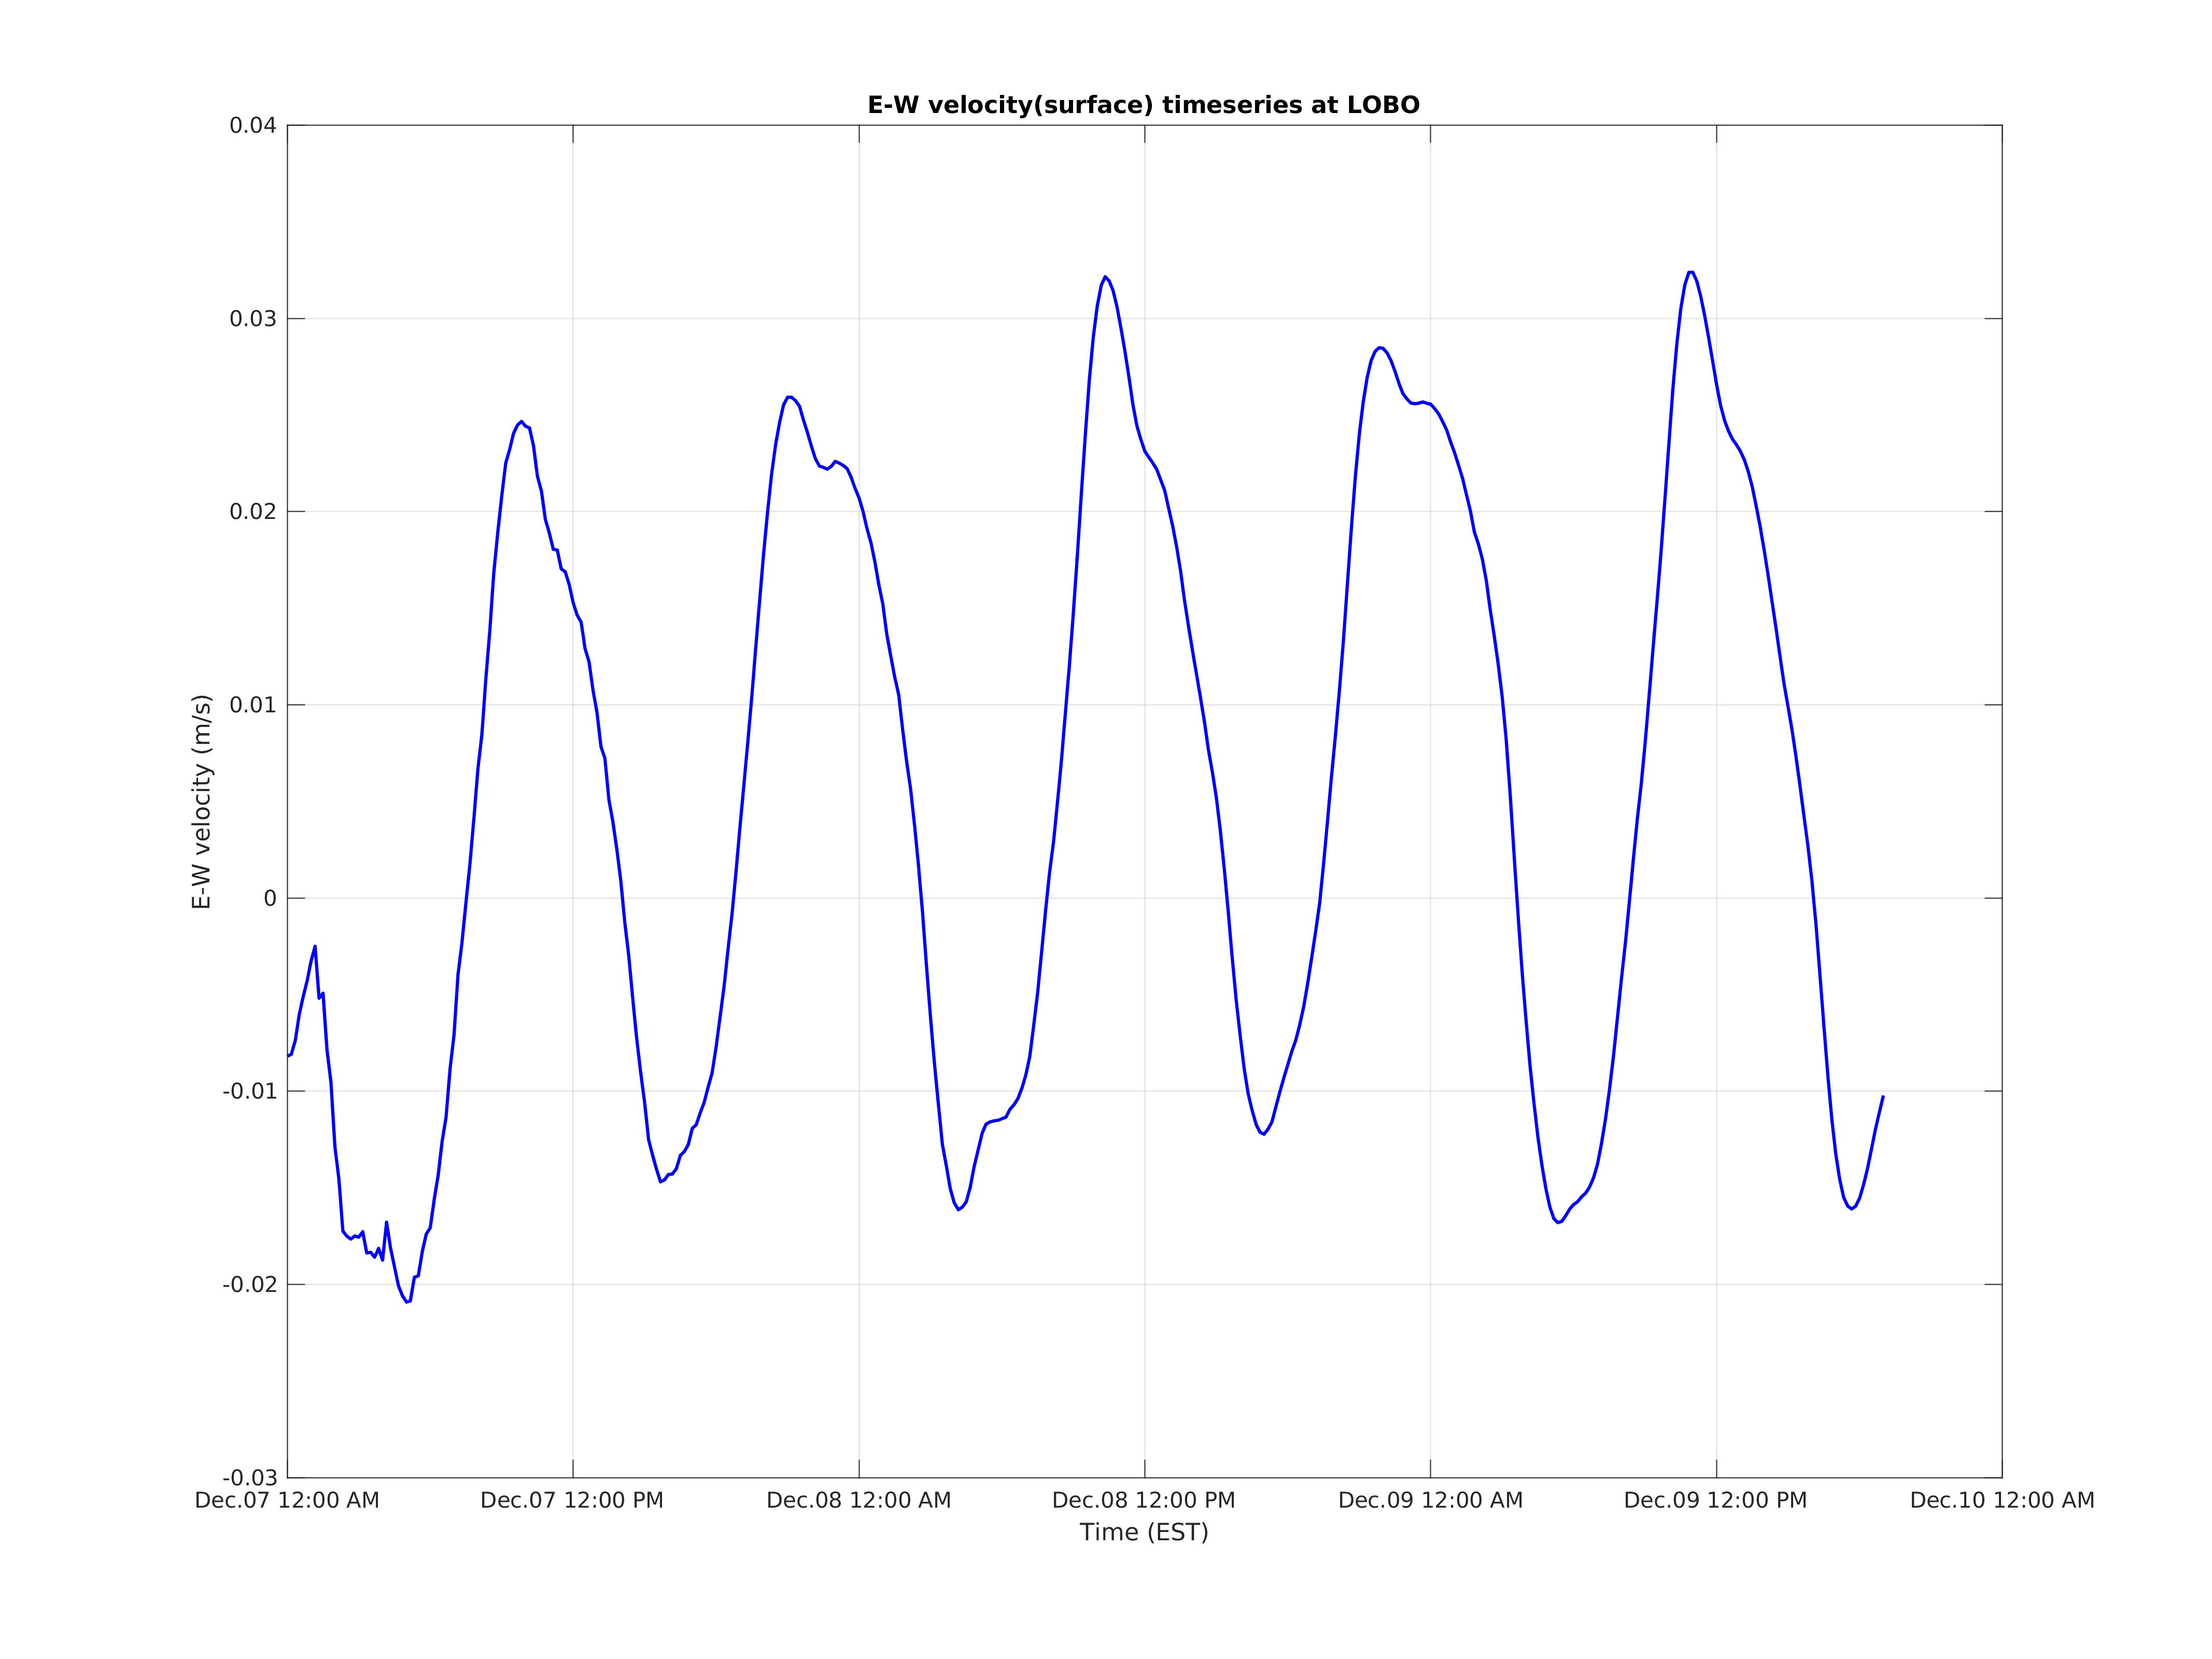 E-W velocity(surface) timeseries at LOBO
0.04
0.03
0.02
0.01
0
-0.01
-0.02
-0.03
E-W velocity (m/s)
Dec.07 12:00 AM Dec.07 12:00 PM Dec.08 12:00 AM Dec.08 12:00 PM Dec.09 12:00 AM Dec.09 12:00 PM Dec.10 12:00 AM
Time (EST)